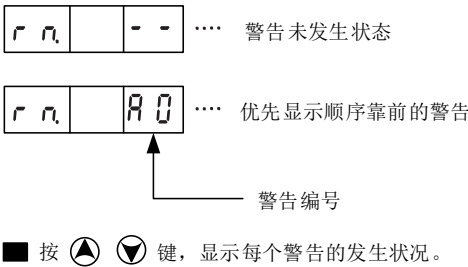 r n. - - ···· 警告未发生状态
r n. A0 ···· 优先显示顺序靠前的警告
警告编号
■ 按 键，显示每个警告的发生状况。